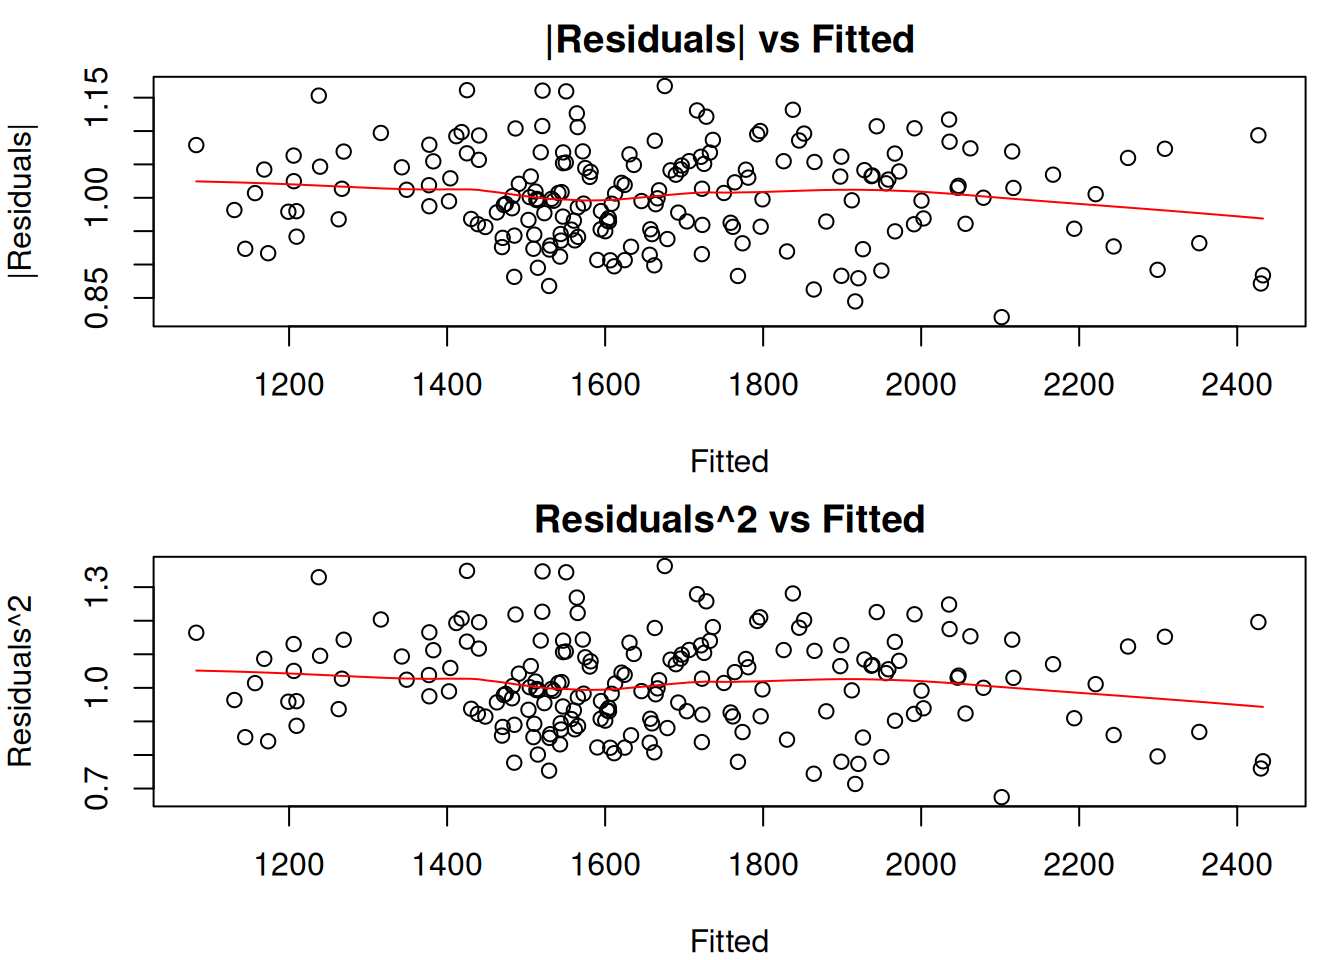 |Residuals| vs Fitted
|Residuals|
1.15
1.00
0.85
1200 1400 1600 1800 2000 2200 2400
Fitted
Residuals^2 vs Fitted
Residuals^2
1.3
1.0
0.7
1200 1400 1600 1800 2000 2200 2400
Fitted